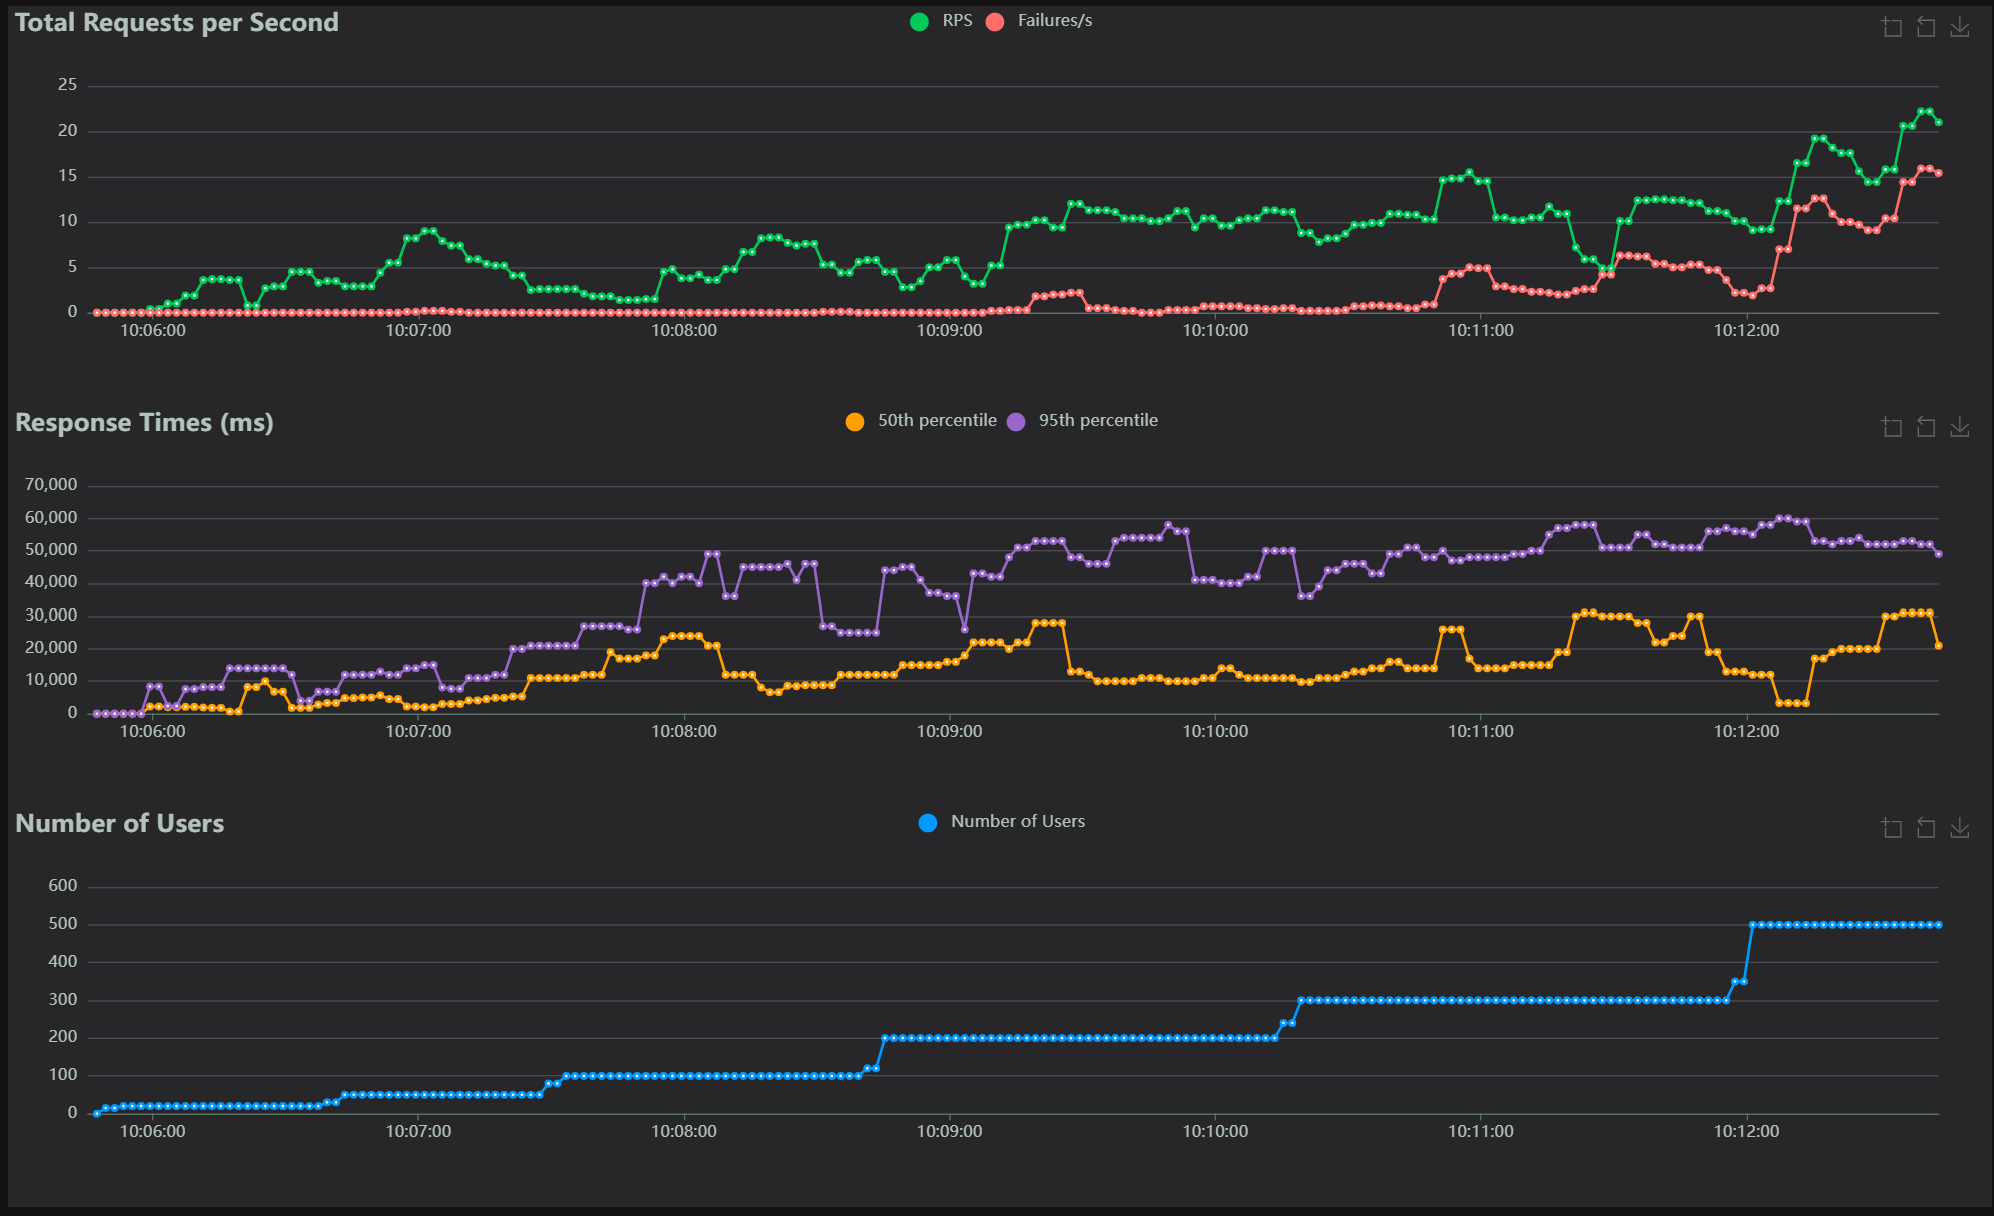 Total Requests per Second
RPS Failures/s
25
20
15
10
5
0
10:06:00 10:07:00 10:08:00 10:09:00 10:10:00 10:11:00 10:12:00
Response Times (ms)
50th percentile 95th percentile
70,000
60,000
50,000
40,000
30,000
20,000
10,000
0
10:06:00 10:07:00 10:08:00 10:09:00 10:10:00 10:11:00 10:12:00
Number of Users
Number of Users
600
500
400
300
200
100
0
10:06:00 10:07:00 10:08:00 10:09:00 10:10:00 10:11:00 10:12:00